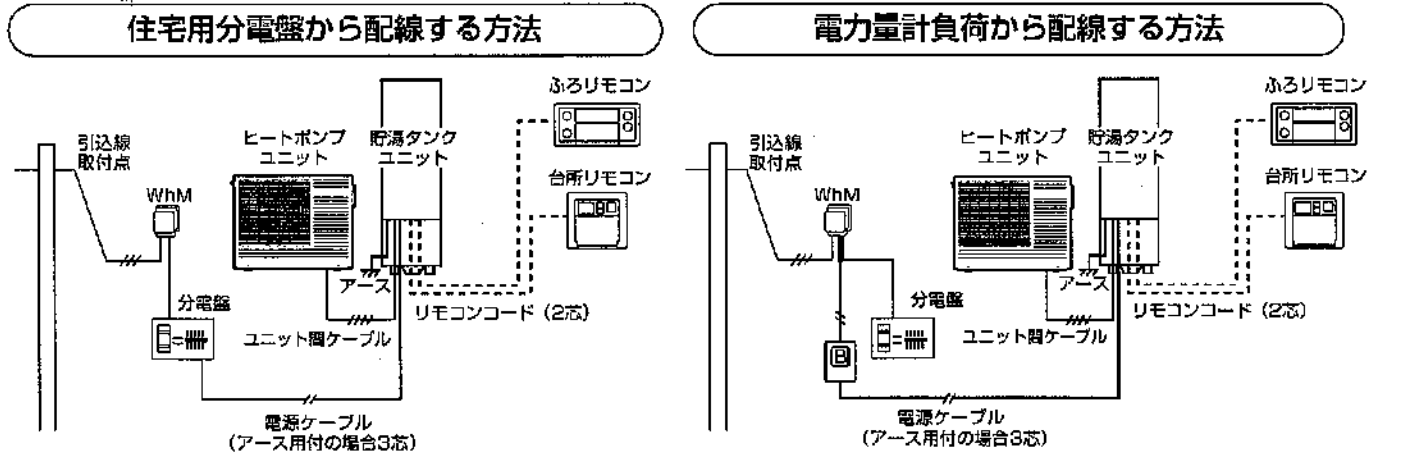 住宅用分電盤から配線する方法
ふろリモコン
引込線
取付点
ヒートポンプ
ユニット
貯湯タンク
ユニット
WhM
台所リモコン
アース
分電盤
リモコンコード（2芯）
ユニット間ケーブル
電源ケーブル
（アース用付の場合3芯）
電力量計負荷から配線する方法
ふろリモコン
引込線
取付点
ヒートポンプ
ユニット
貯湯タンク
ユニット
WhM
台所リモコン
アース
分電盤
リモコンコード（2芯）
ユニット間ケーブル
B
電源ケーブル
（アース用付の場合3芯）